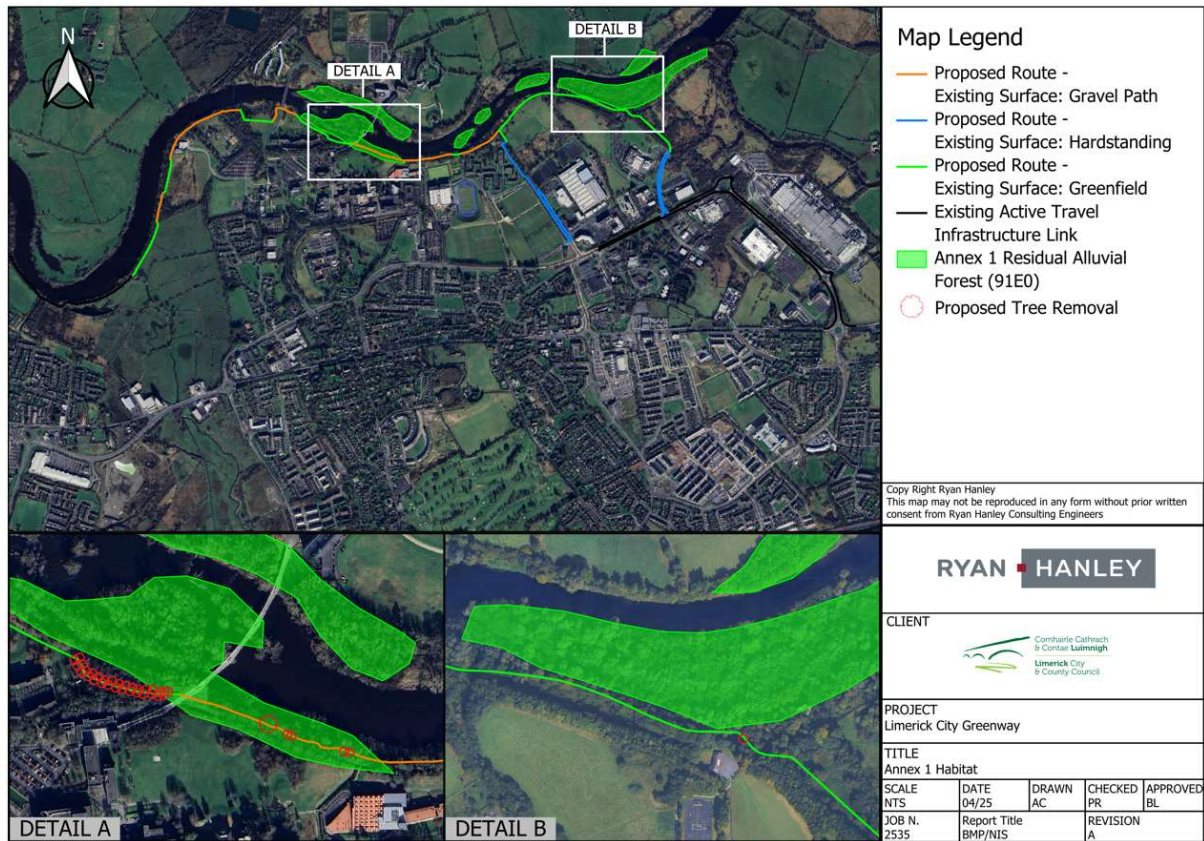 N
DETAIL A
DETAIL B
DETAIL A
DETAIL B
Map Legend
Proposed Route -
Existing Surface: Gravel Path
Proposed Route -
Existing Surface: Hardstanding
Proposed Route -
Existing Surface: Greenfield
Existing Active Travel
Infrastructure Link
Annex 1 Residual Alluvial
Forest (91E0)
Proposed Tree Removal
Copy Right Ryan Hanley
This map may not be reproduced in any form without prior written
consent from Ryan Hanley Consulting Engineers
RYAN HANLEY
CLIENT
Comhairle Cathrach
& Contae Luimnigh
Limerick City
& County Council
PROJECT
Limerick City Greenway
TITLE
Annex 1 Habitat
SCALE DATE DRAWN CHECKED APPROVED
NTS 04/25 AC PR BL
JOB N. Report Title REVISION
2535 BMP/NIS A